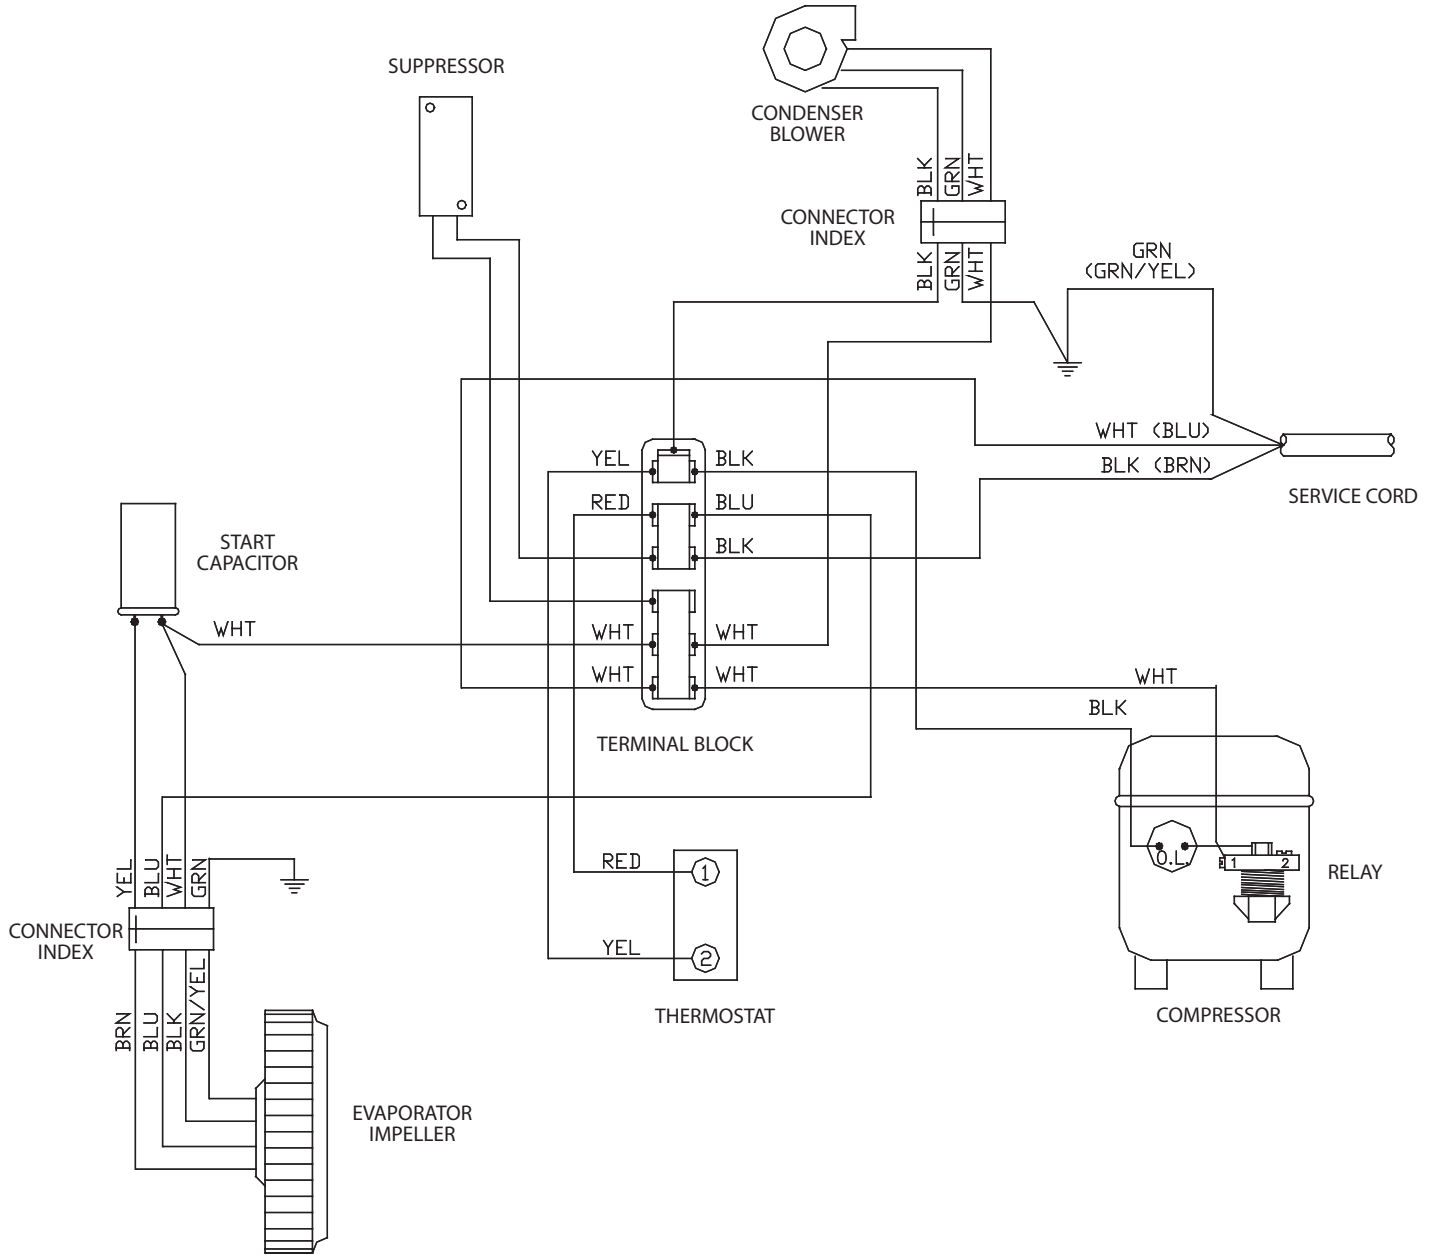 SUPPRESSOR
CONDENSER
BLOWER
BLK
GRN
WHT
CONNECTOR
INDEX
BLK
GRN
WHT
GRN
(GRN/YEL)
WHT (BLU)
BLK (BRN)
SERVICE CORD
YEL
BLK
RED
BLU
BLK
START
CAPACITOR
WHT
WHT
WHT
WHT
WHT
TERMINAL BLOCK
WHT
BLK
O.L.
1
2
RELAY
COMPRESSOR
RED
1
YEL
2
THERMOSTAT
YEL
BLU
WHT
GRN
CONNECTOR
INDEX
BRN
BLU
BLK
GRN/YEL
EVAPORATOR
IMPELLER